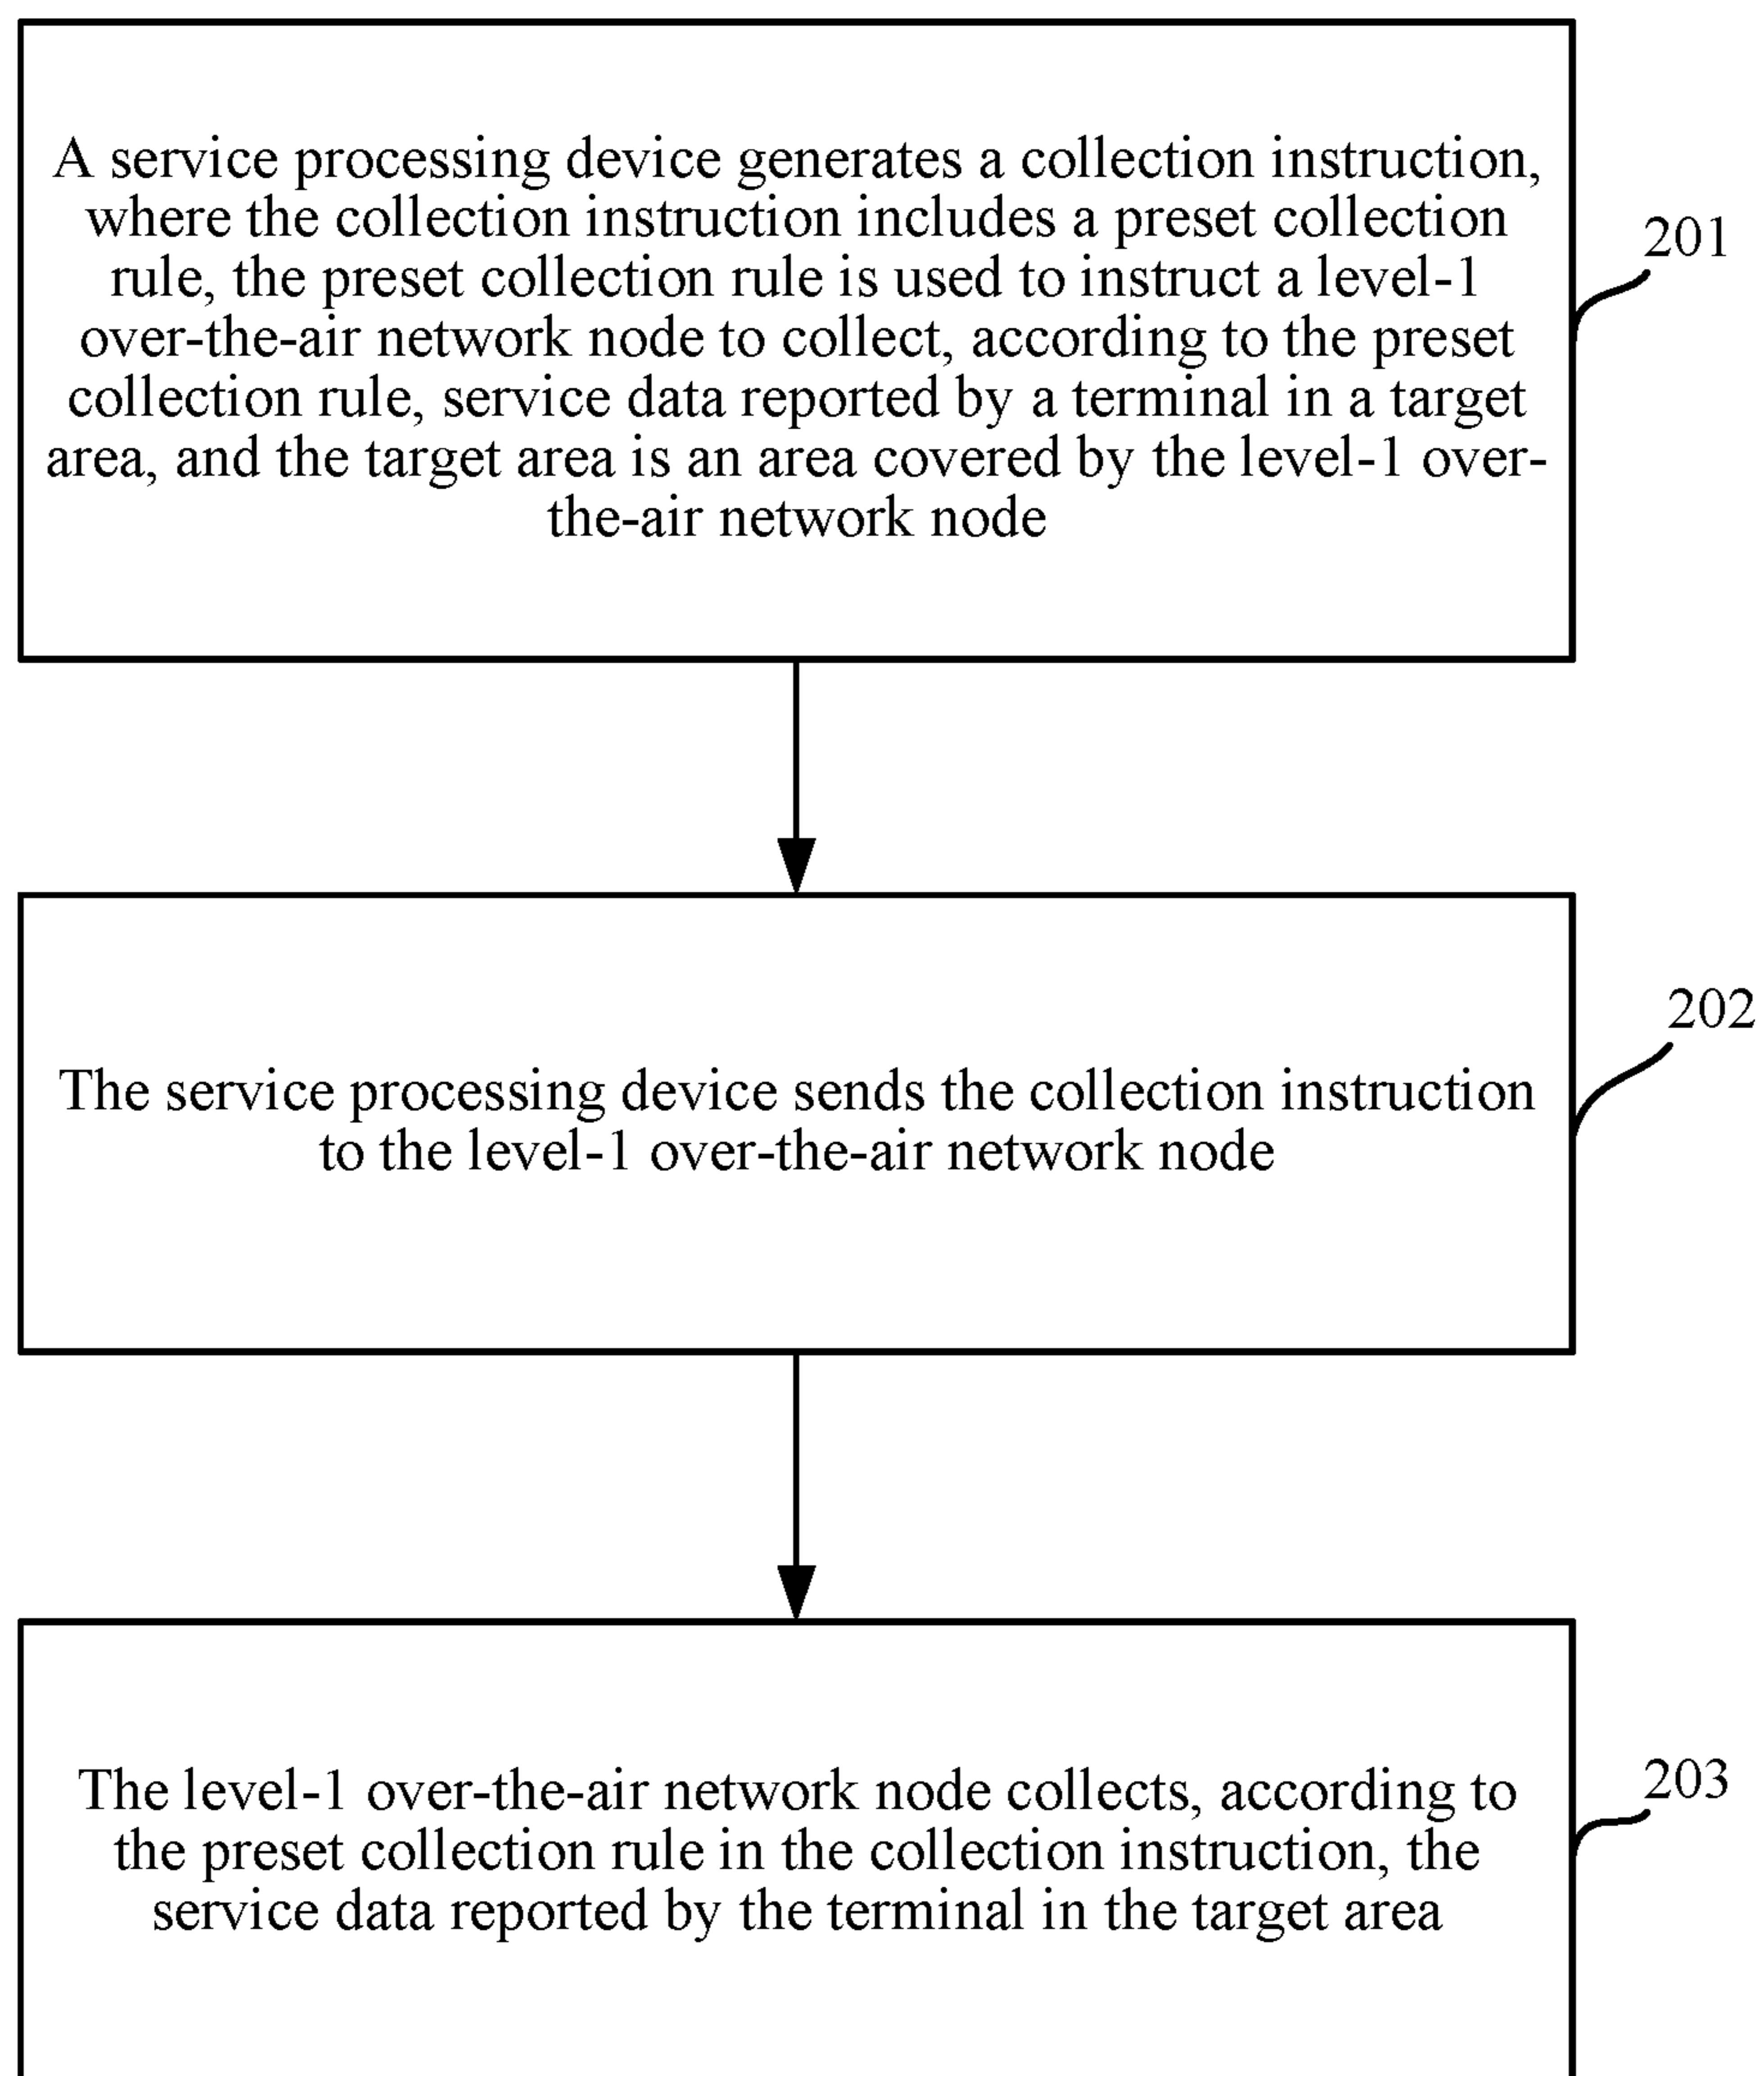 A service processing device generates a collection instruction,
where the collection instruction includes a preset collection
rule, the preset collection rule is used to instruct a level-1
over-the-air network node to collect, according to the preset
collection rule, service data reported by a terminal in a target
area, and the target area is an area covered by the level-1 over-
the-air network node
201
The service processing device sends the collection instruction
to the level-1 over-the-air network node
202
The level-1 over-the-air network node collects, according to
the preset collection rule in the collection instruction, the
service data reported by the terminal in the target area
203